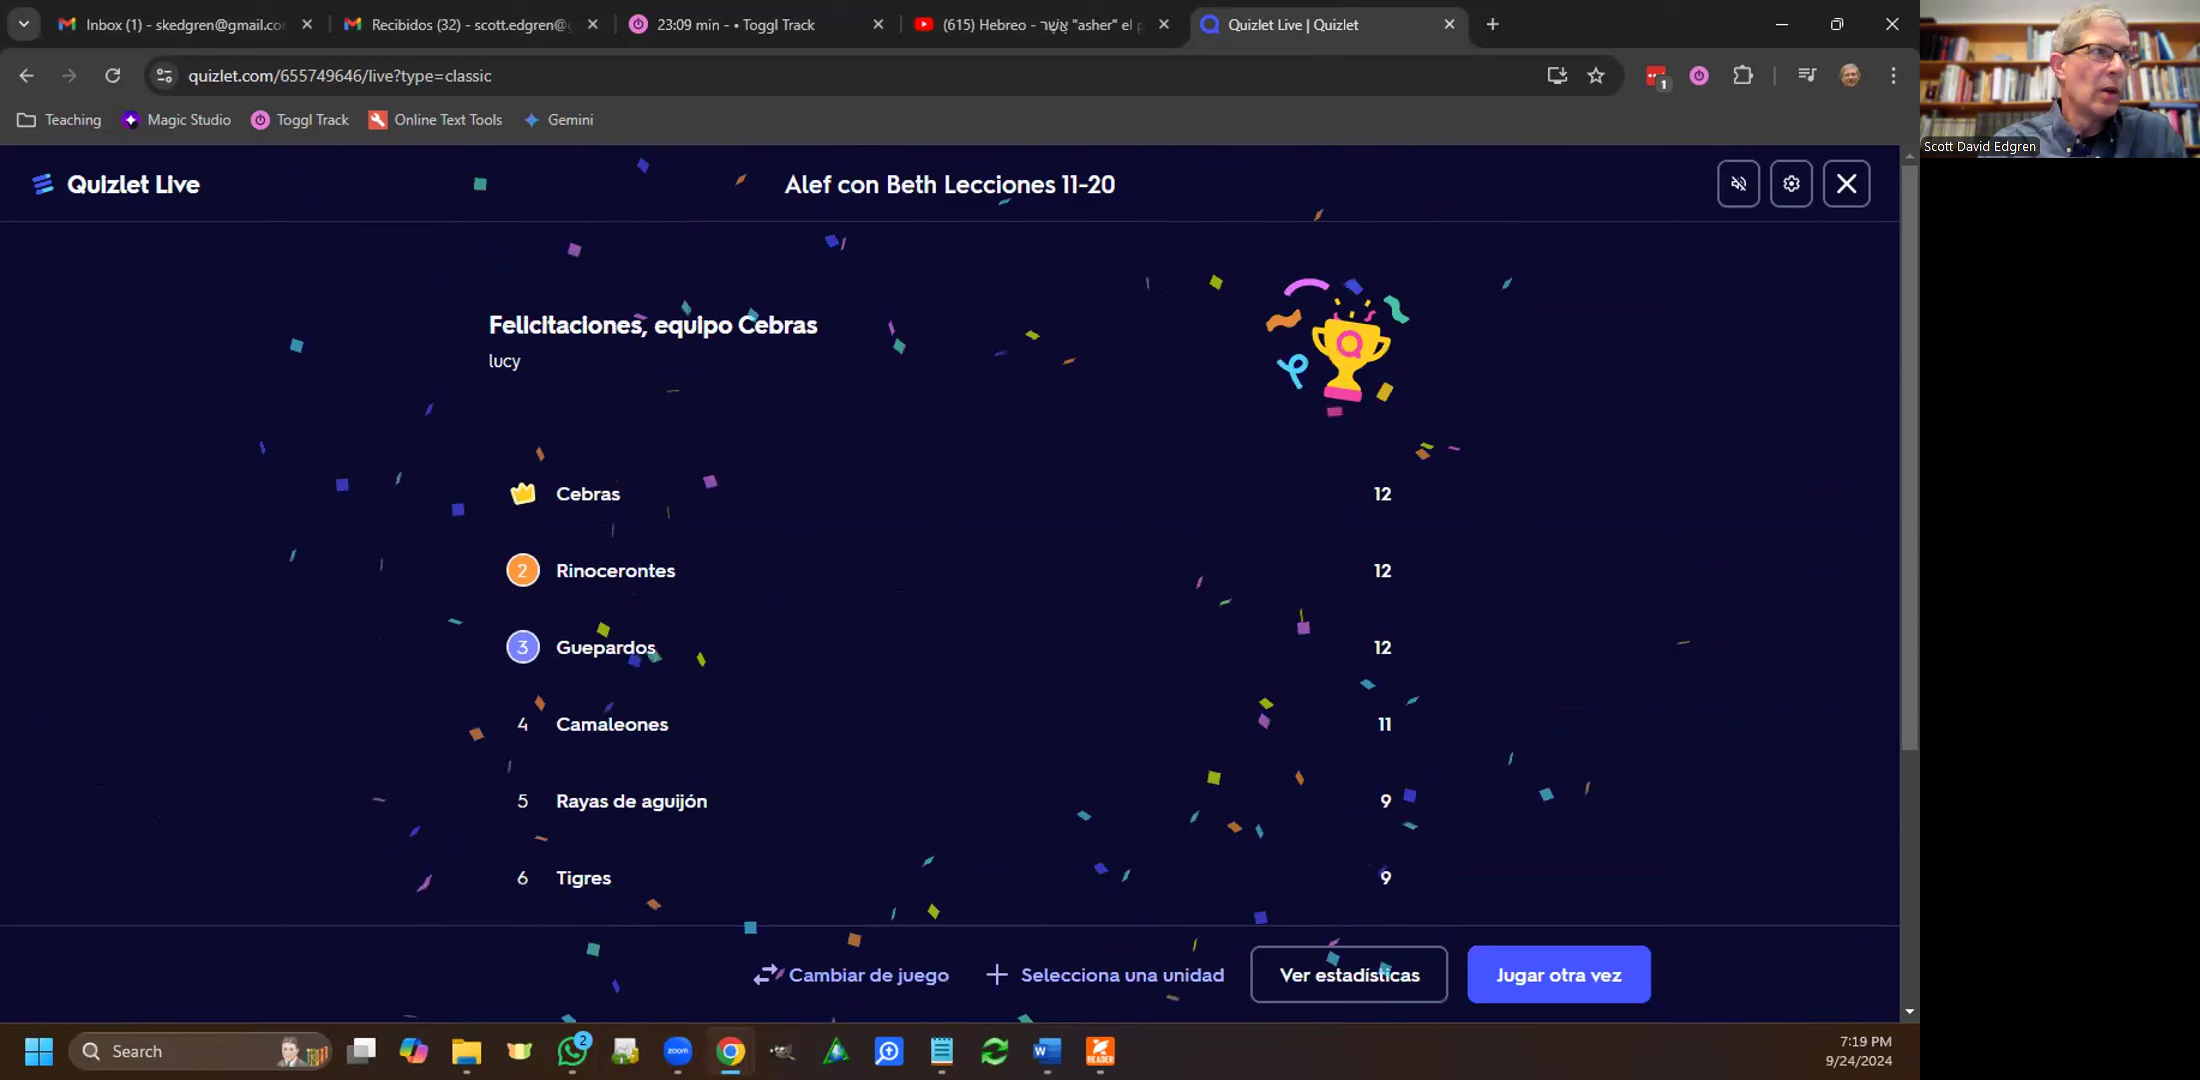 Inbox (1) - skedgren@gmail.co
Recibidos (32) - scott.edgren@g
23:09 min - • Toggl Track
(615) Hebreo - אֲשֶׁר "asher" el p
Quizlet Live | Quizlet
quizlet.com/655749646/live?type=classic
1
Teaching
Magic Studio
Toggl Track
Online Text Tools
Gemini
Scott David Edgren
Quizlet Live
Alef con Beth Lecciones 11-20
Felicitaciones, equipo Cebras
lucy
Cebras 12
2 Rinocerontes 12
3 Guepardos 12
4 Camaleones 11
5 Rayas de aguijón 9
6 Tigres 9
Cambiar de juego
Selecciona una unidad
Ver estadísticas
Jugar otra vez
Search
2
zoom
W
READER
7:19 PM
9/24/2024